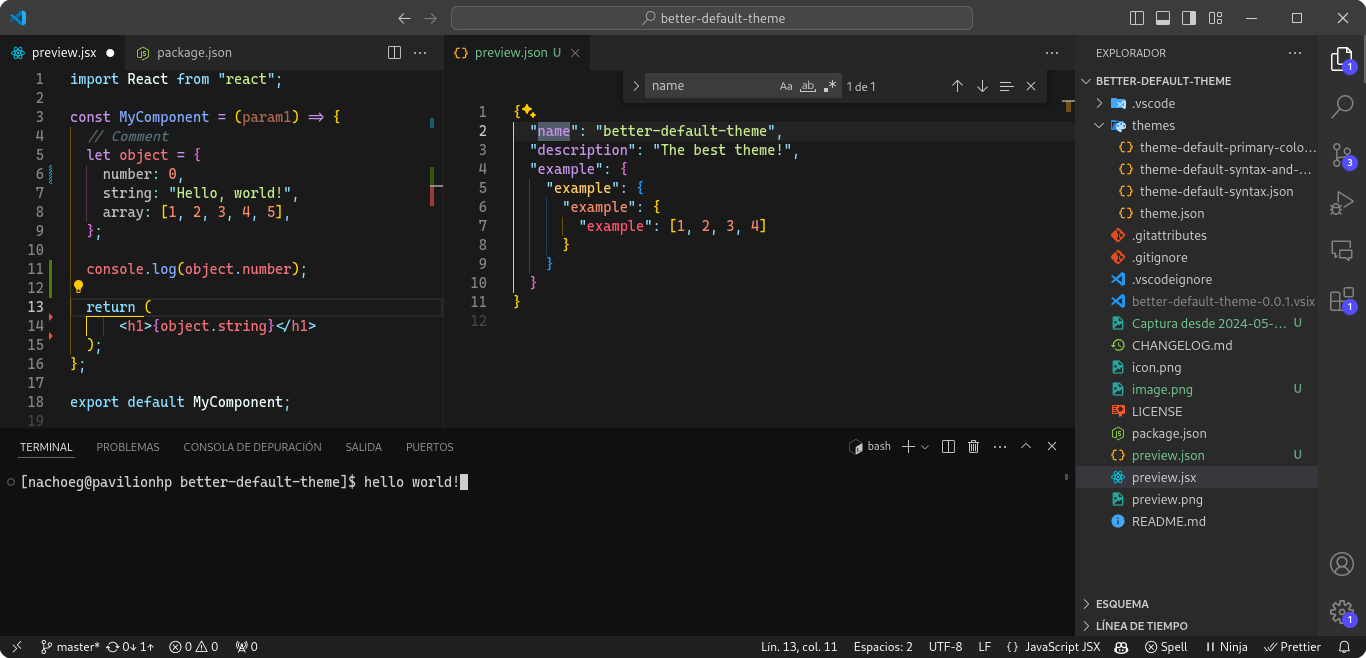 better-default-theme
preview.jsx
package.json
1 import React from "react";
2
3 const MyComponent = (param1) => {
4 // Comment
5 let object = {
6 number: 0,
7 string: "Hello, world!",
8 array: [1, 2, 3, 4, 5],
9 };
10
11 console.log(object.number);
12
13 return (
14 <h1>{object.string}</h1>
15 );
16 };
17
18 export default MyComponent;
19
preview.json U
name Aa ab .* 1 de 1
1 {
2 "name": "better-default-theme",
3 "description": "The best theme!",
4 "example": {
5 "example": {
6 "example": {
7 "example": [1, 2, 3, 4]
8 }
9 }
10 }
11 }
12
EXPLORADOR
BETTER-DEFAULT-THEME
.vscode
themes
theme-default-primary-colo...
theme-default-syntax-and-...
theme-default-syntax.json
theme.json
.gitattributes
.gitignore
.vscodeignore
better-default-theme-0.0.1.vsix
Captura desde 2024-05-... U
CHANGELOG.md
icon.png
image.png U
LICENSE
package.json
preview.json U
preview.jsx
preview.png
README.md
ESQUEMA
LÍNEA DE TIEMPO
1
3
1
1
TERMINAL PROBLEMAS CONSOLA DE DEPURACIÓN SALIDA PUERTOS
bash
[nachoeg@pavilionhp better-default-theme]$ hello world!
master* 0↓ 1↑ 0 0 0
Lín. 13, col. 11 Espacios: 2 UTF-8 LF {} JavaScript JSX Spell Ninja Prettier